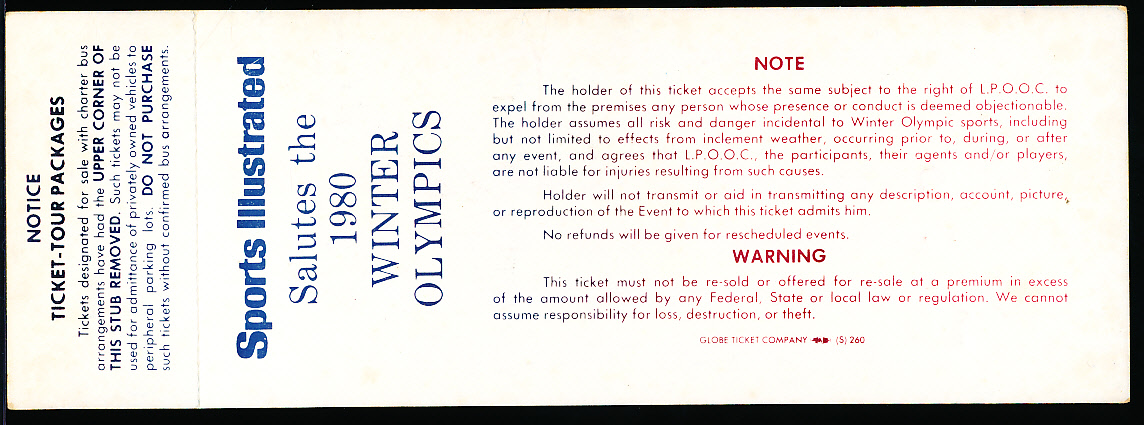 NOTICE
TICKET-TOUR PACKAGES
Tickets designated for sale with charter bus
arrangements have had the UPPER CORNER OF
THIS STUB REMOVED. Such tickets may not be
used for admittance of privately owned vehicles to
peripheral parking lots. DO NOT PURCHASE
such tickets without confirmed bus arrangements.
Sports Illustrated
Salutes the
1980
WINTER
OLYMPICS
NOTE
The holder of this ticket accepts the same subject to the right of L.P.O.O.C. to
expel from the premises any person whose presence or conduct is deemed objectionable.
The holder assumes all risk and danger incidental to Winter Olympic sports, including
but not limited to effects from inclement weather, occurring prior to, during, or after
any event, and agrees that L.P.O.O.C., the participants, their agents and/or players,
are not liable for injuries resulting from such causes.
Holder will not transmit or aid in transmitting any description, account, picture,
or reproduction of the Event to which this ticket admits him.
No refunds will be given for rescheduled events.
WARNING
This ticket must not be re-sold or offered for re-sale at a premium in excess
of the amount allowed by any Federal, State or local law or regulation. We cannot
assume responsibility for loss, destruction, or theft.
GLOBE TICKET COMPANY (5) 260